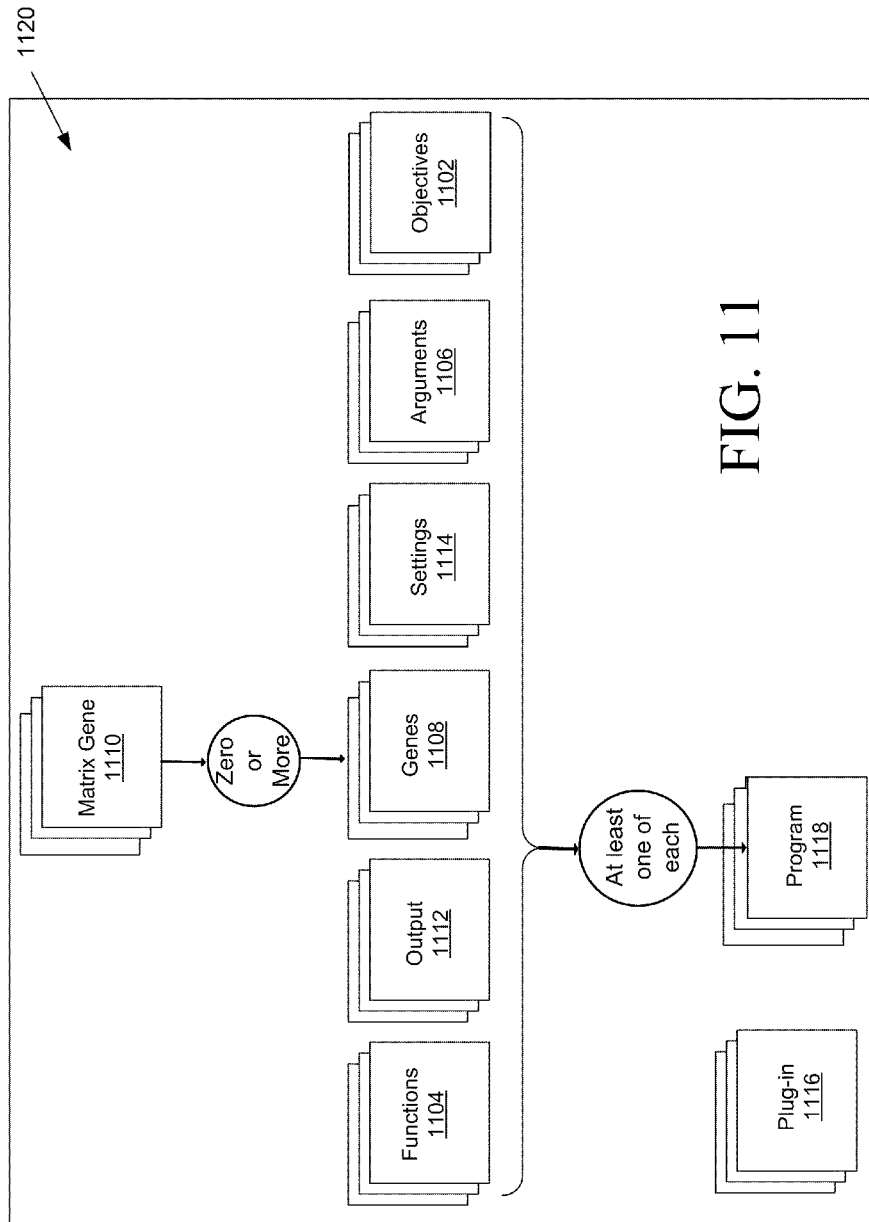 1120
Matrix Gene
1110
Zero
or
More
Functions
1104
Output
1112
Genes
1108
Settings
1114
Arguments
1106
Objectives
1102
At least
one of
each
Plug-in
1116
Program
1118
FIG. 11